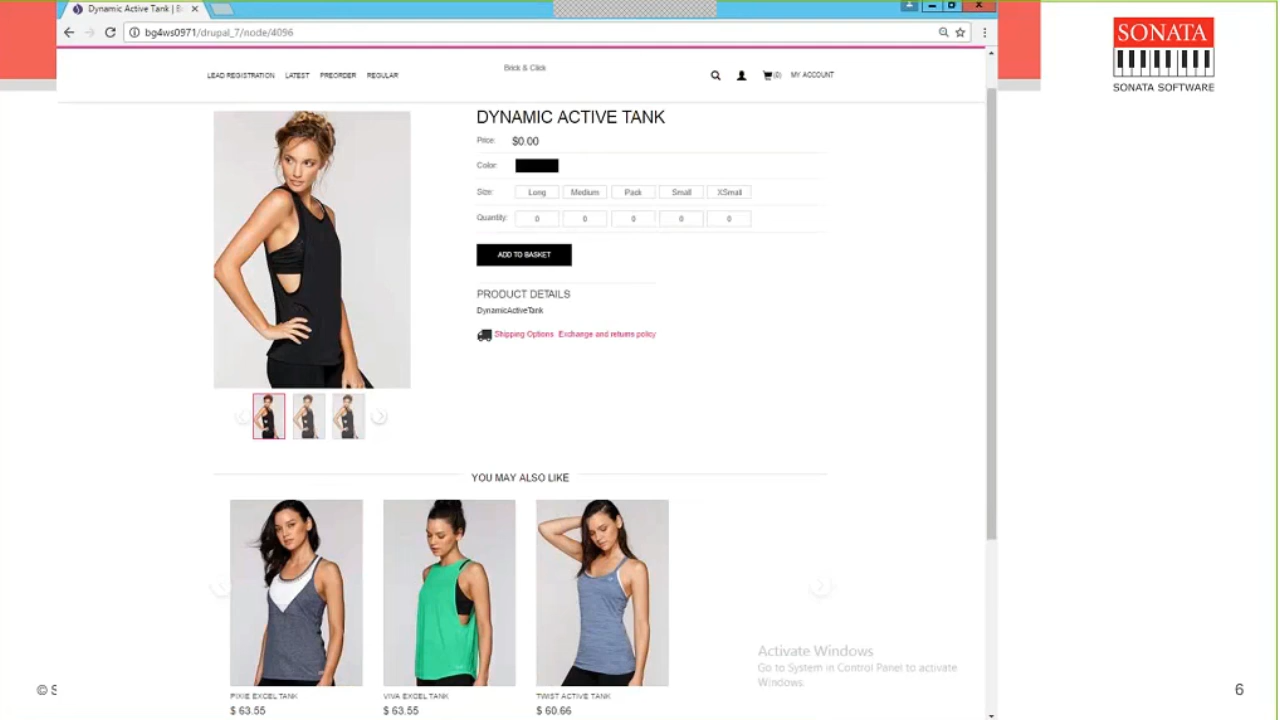 Dynamic Active Tank | B
bg4ws0971/drupal_7/node/4096
SONATA
SONATA SOFTWARE
Brick & Click
LEAD REGISTRATION LATEST PREORDER REGULAR
(0) MY ACCOUNT
DYNAMIC ACTIVE TANK
Price: $0.00
Color:
Size: Long Medium Pack Small XSmall
Quantity: 0 0 0 0 0
ADD TO BASKET
PRODUCT DETAILS
DynamicActiveTank
Shipping Options Exchange and returns policy
YOU MAY ALSO LIKE
PIXIE EXCEL TANK VIVA EXCEL TANK TWIST ACTIVE TANK
$ 63.55 $ 63.55 $ 60.66
Activate Windows
Go to System in Control Panel to activate
Windows.
© S
6